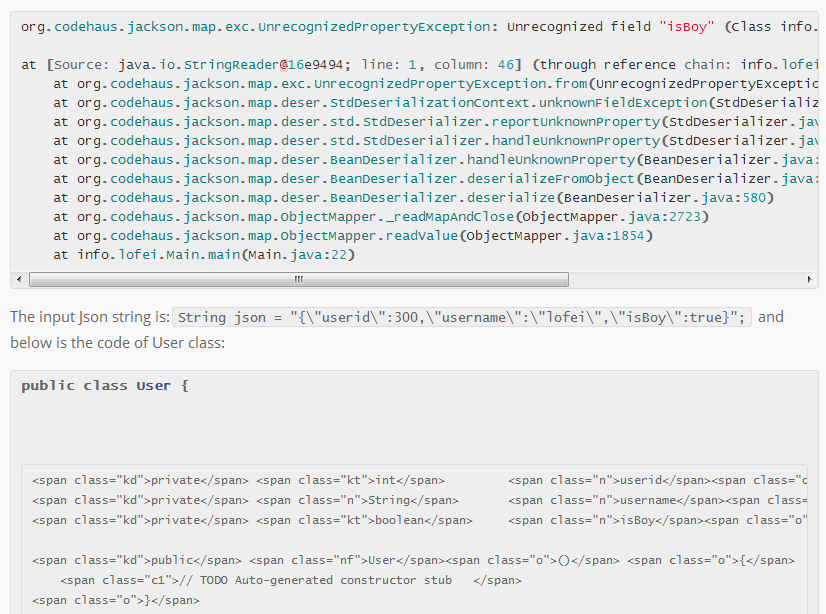 org.codehaus.jackson.map.exc.UnrecognizedPropertyException: Unrecognized field "isBoy" (Class info.
at [Source: java.io.StringReader@16e9494; line: 1, column: 46] (through reference chain: info.lofei
at org.codehaus.jackson.map.exc.UnrecognizedPropertyException.from(UnrecognizedPropertyExceptio
at org.codehaus.jackson.map.deser.StdDeserializationContext.unknownFieldException(StdDeserializ
at org.codehaus.jackson.map.deser.std.StdDeserializer.reportUnknownProperty(StdDeserializer.jav
at org.codehaus.jackson.map.deser.std.StdDeserializer.handleUnknownProperty(StdDeserializer.jav
at org.codehaus.jackson.map.deser.BeanDeserializer.handleUnknownProperty(BeanDeserializer.java:
at org.codehaus.jackson.map.deser.BeanDeserializer.deserializeFromObject(BeanDeserializer.java:
at org.codehaus.jackson.map.deser.BeanDeserializer.deserialize(BeanDeserializer.java:580)
at org.codehaus.jackson.map.ObjectMapper._readMapAndClose(ObjectMapper.java:2723)
at org.codehaus.jackson.map.ObjectMapper.readValue(ObjectMapper.java:1854)
at info.lofei.Main.main(Main.java:22)
The input Json string is: String json = "{\"userid\":300,\"username\":\"lofei\",\"isBoy\":true}"; and
below is the code of User class:
public class User {
<span class="kd">private</span> <span class="kt">int</span> <span class="n">userid</span><span class="o
<span class="kd">private</span> <span class="n">String</span> <span class="n">username</span><span class=
<span class="kd">private</span> <span class="kt">boolean</span> <span class="n">isBoy</span><span class="o"
<span class="kd">public</span> <span class="nf">User</span><span class="o">()</span> <span class="o">{</span>
<span class="c1">// TODO Auto-generated constructor stub </span>
<span class="o">}</span>